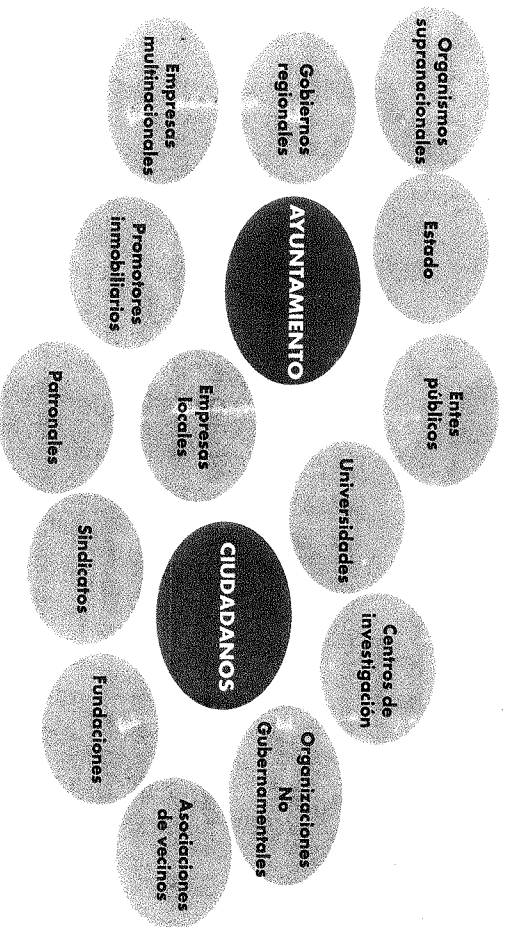 Organismos
supranacionales
Estado
Entes
públicos
Gobiernos
regionales
AYUNTAMIENTO
Universidades
Centros de
investigación
Empresas
multinacionales
Promotores
inmobiliarios
Empresas
locales
CIUDADANOS
Organizaciones
No
Gubernamentales
Patronales
Sindicatos
Fundaciones
Asociaciones
de vecinos